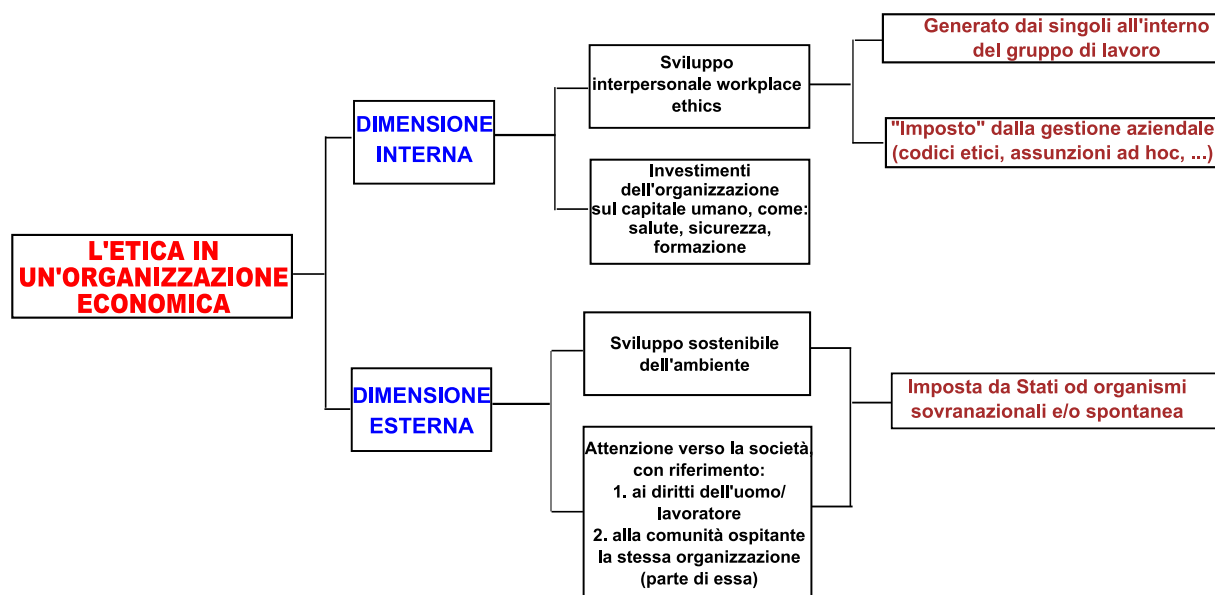 L'ETICA IN
UN'ORGANIZZAZIONE
ECONOMICA
DIMENSIONE
INTERNA
Sviluppo
interpersonale workplace
ethics
Generato dai singoli all'interno
del gruppo di lavoro
"Imposto" dalla gestione aziendale
(codici etici, assunzioni ad hoc, ...)
Investimenti
dell'organizzazione
sul capitale umano, come:
salute, sicurezza,
formazione
DIMENSIONE
ESTERNA
Sviluppo sostenibile
dell'ambiente
Attenzione verso la società,
con riferimento:
1. ai diritti dell'uomo/
lavoratore
2. alla comunità ospitante
la stessa organizzazione
(parte di essa)
Imposta da Stati od organismi
sovranazionali e/o spontanea